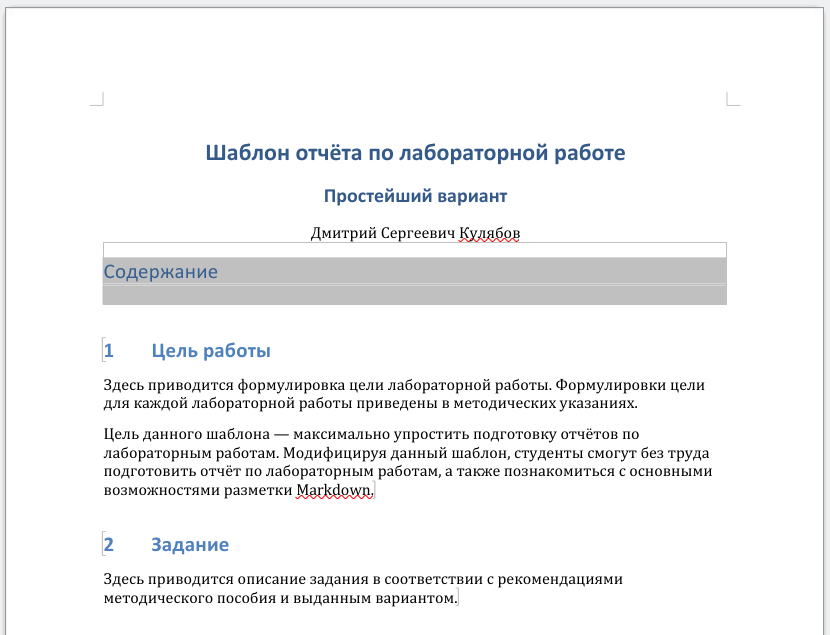 Шаблон отчёта по лабораторной работе
Простейший вариант
Дмитрий Сергеевич Кулябов
Содержание
1 Цель работы
Здесь приводится формулировка цели лабораторной работы. Формулировки цели
для каждой лабораторной работы приведены в методических указаниях.
Цель данного шаблона — максимально упростить подготовку отчётов по
лабораторным работам. Модифицируя данный шаблон, студенты смогут без труда
подготовить отчёт по лабораторным работам, а также познакомиться с основными
возможностями разметки Markdown.
2 Задание
Здесь приводится описание задания в соответствии с рекомендациями
методического пособия и выданным вариантом.